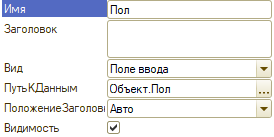 Имя Пол
Заголовок
Вид Поле ввода
ПутьКДанным Объект.Пол ...
ПоложениеЗаголов Авто
Видимость